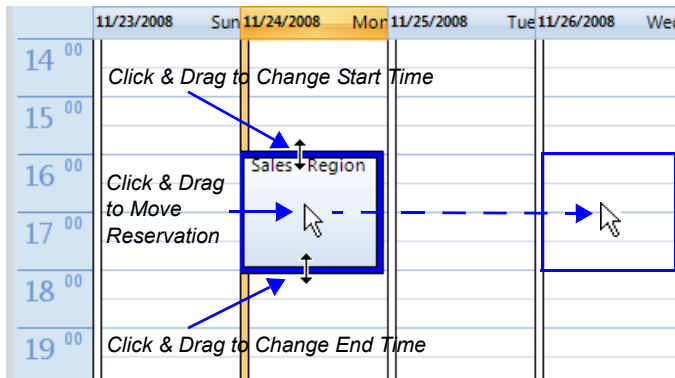 11/23/2008 Sun 11/24/2008 Mon 11/25/2008 Tue 11/26/2008 Wed
14 00
Click & Drag to Change Start Time
15 00
16 00
Sales Region
Click & Drag
to Move
Reservation
17 00
18 00
19 00
Click & Drag to Change End Time